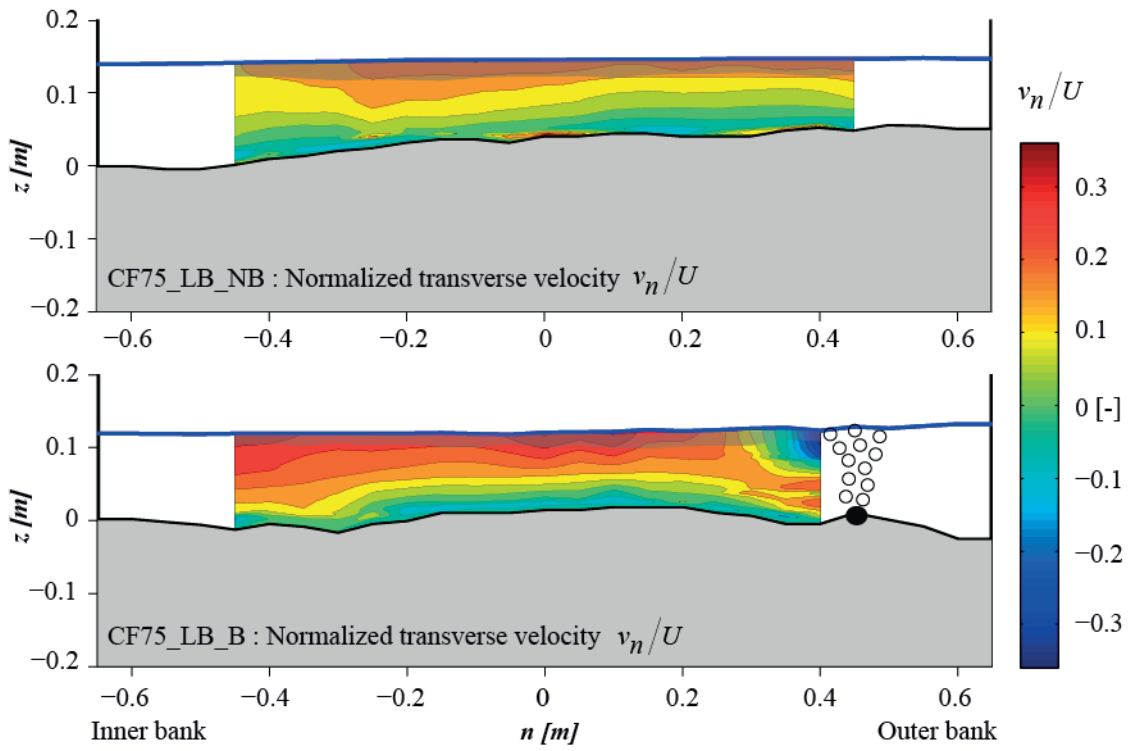 0.2
0.1
0
−0.1
−0.2
z [m]
CF75_LB_NB : Normalized transverse velocity vn/U
−0.6 −0.4 −0.2 0 0.2 0.4 0.6
0.2
0.1
0
−0.1
−0.2
z [m]
CF75_LB_B : Normalized transverse velocity vn/U
−0.6 −0.4 −0.2 0 0.2 0.4 0.6
Inner bank n [m] Outer bank
vn/U
0.3
0.2
0.1
0 [-]
−0.1
−0.2
−0.3